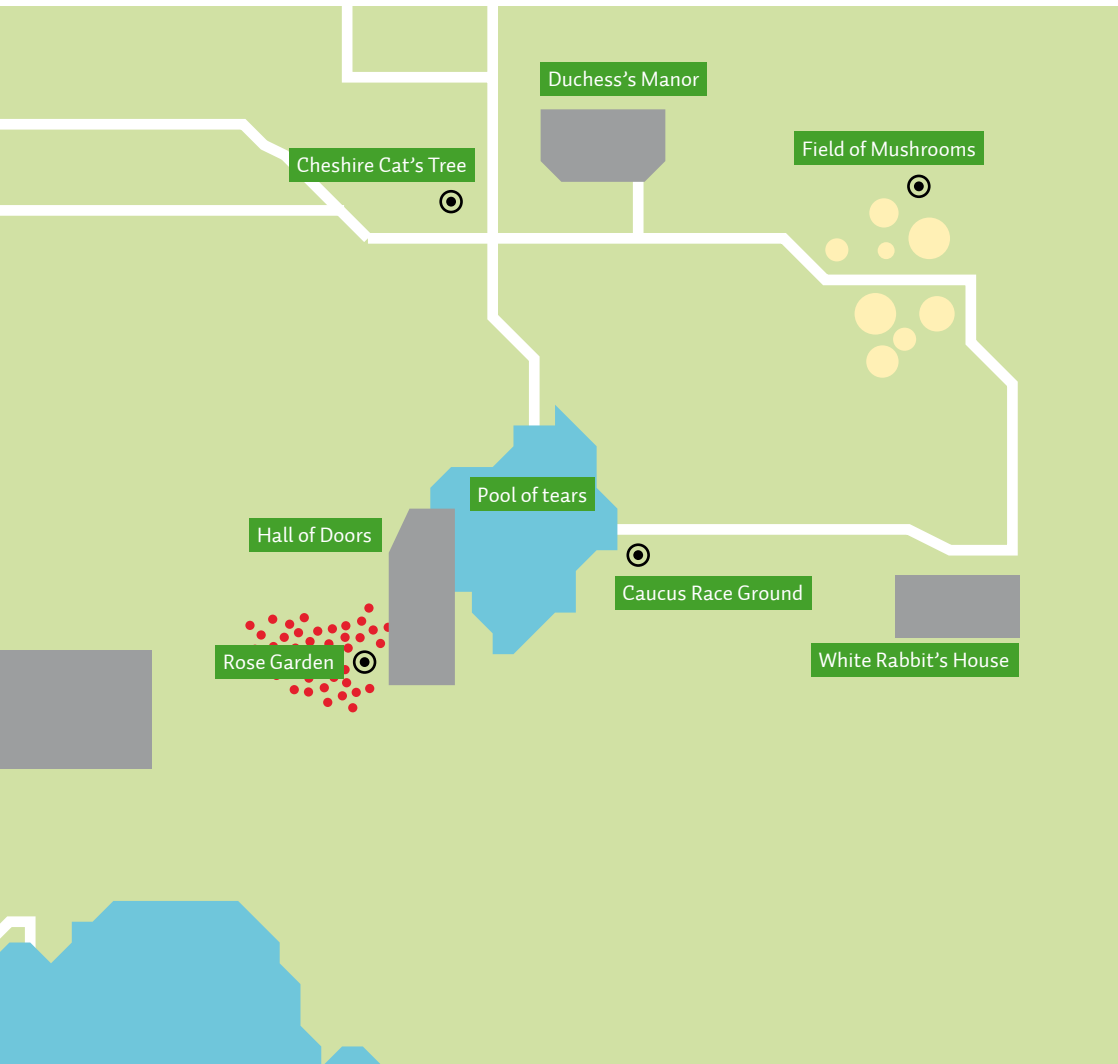 Duchess’s Manor
Field of Mushrooms
Cheshire Cat’s Tree
Pool of tears
Hall of Doors
Caucus Race Ground
Rose Garden
White Rabbit’s House